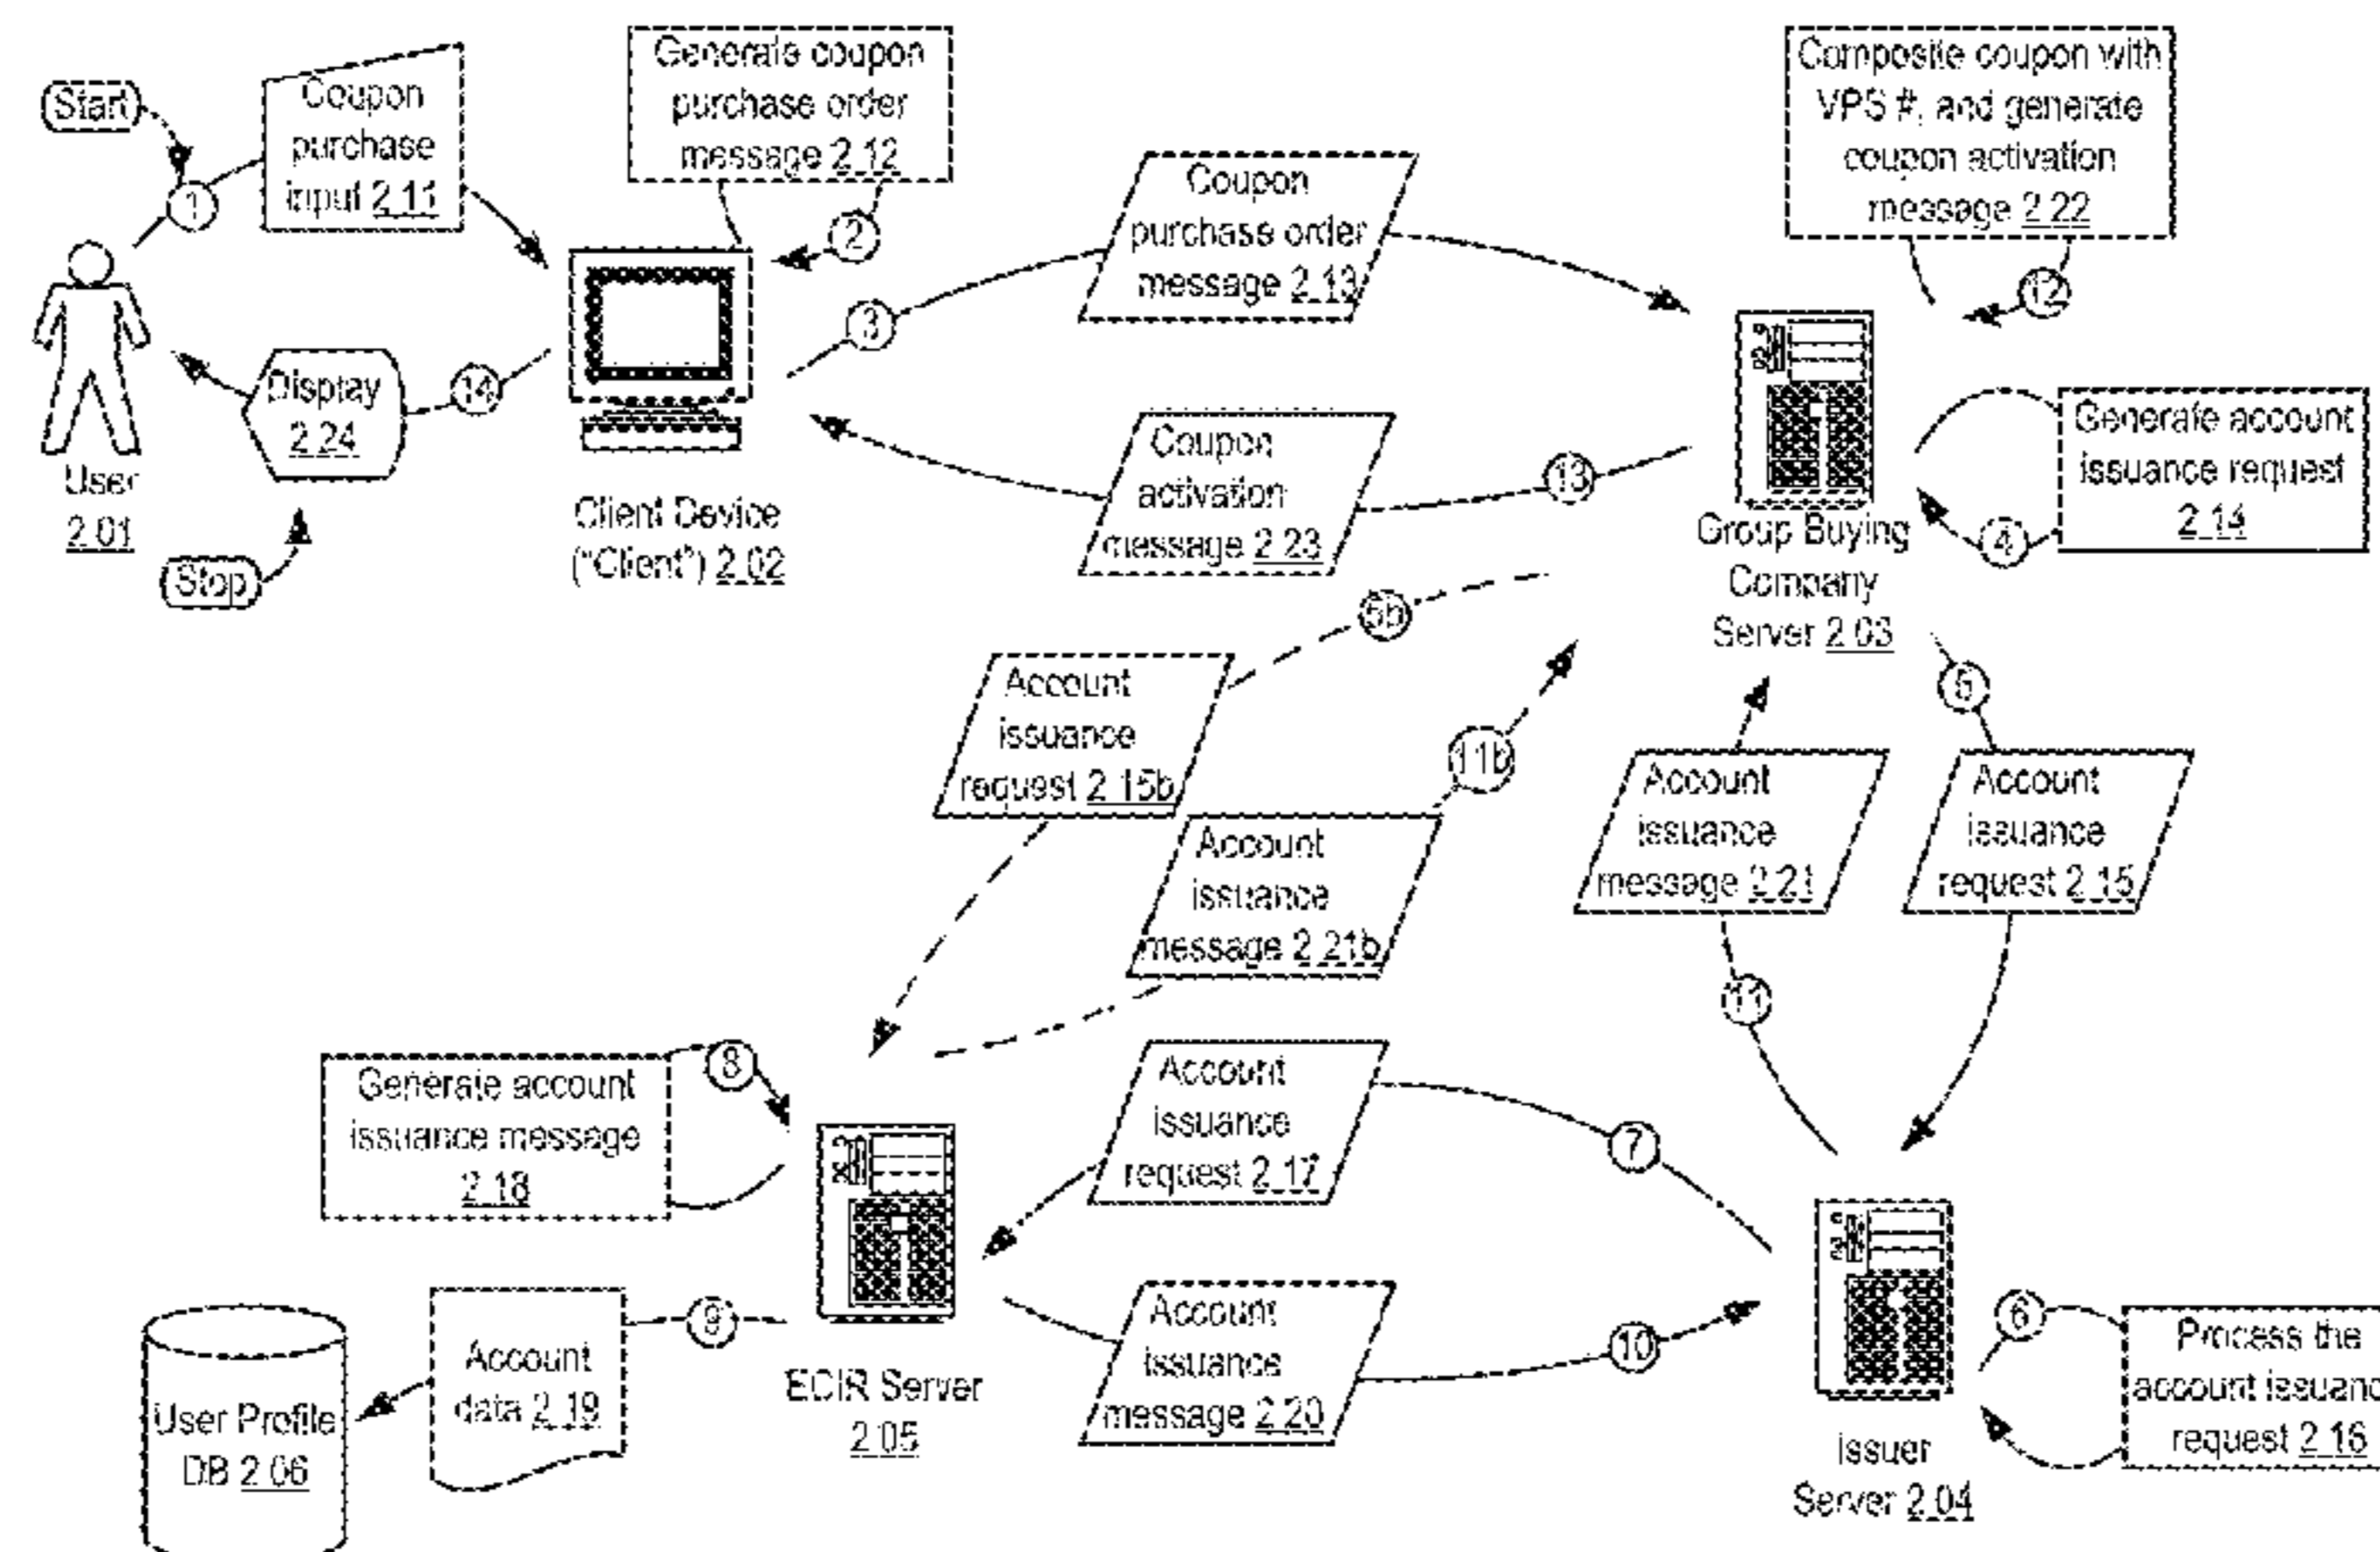 Start
1
Coupon
purchase
input 2.11
Generate coupon
purchase order
message 2.12
2
Composite coupon with
VPS #, and generate
coupon activation
message 2.22
12
3
Coupon
purchase order
message 2.13
User
2.01
Display
2.24
14
Stop
Client Device
("Client") 2.02
Coupon
activation
message 2.23
13
Group Buying
Company
Server 2.03
Generate account
issuance request
2.14
4
5b
Account
issuance
request 2.15b
11b
Account
issuance
message 2.21b
5
Account
issuance
message 2.21
Account
issuance
request 2.15
11
Generate account
issuance message
2.18
8
Account
issuance
request 2.17
7
9
Account
data 2.19
User Profile
DB 2.06
ECIR Server
2.05
Account
issuance
message 2.20
10
Issuer
Server 2.04
6
Process the
account issuanc
request 2.16